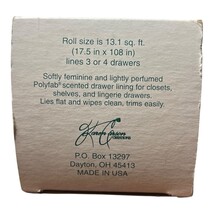 Roll size is 13.1 sq. ft.
(17.5 in x 108 in)
lines 3 or 4 drawers
Softly feminine and lightly perfumed
Polyfab® scented drawer lining for closets,
shelves, and lingerie drawers.
Lies flat and wipes clean, trims easily.
Karen Carson
P.O. Box 13297
Dayton, OH 45413
MADE IN USA